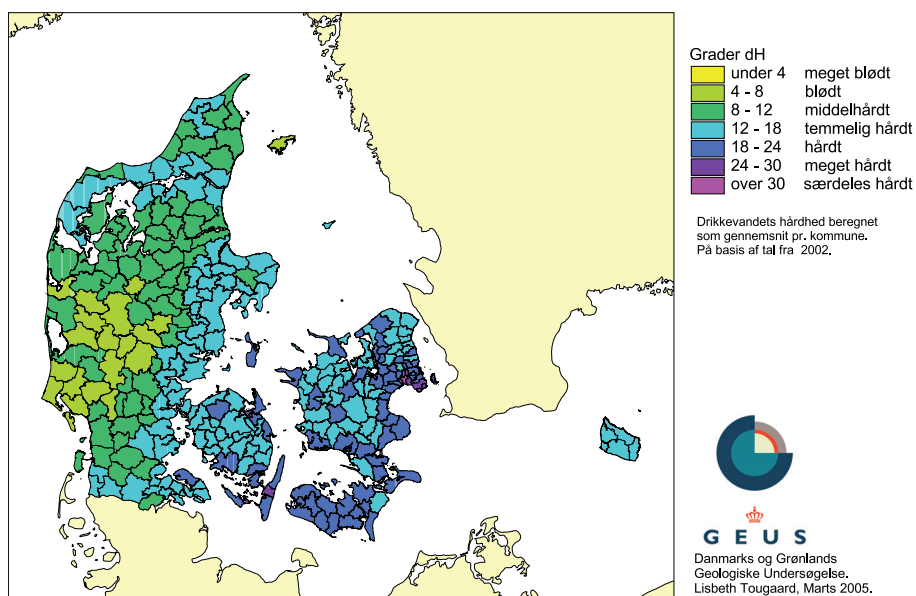 Grader dH
under 4 meget blødt
4 - 8 blødt
8 - 12 middelhårdt
12 - 18 temmelig hårdt
18 - 24 hårdt
24 - 30 meget hårdt
over 30 særdeles hårdt
Drikkevandets hårdhed beregnet
som gennemsnit pr. kommune.
På basis af tal fra 2002.
G E U S
Danmarks og Grønlands
Geologiske Undersøgelse.
Lisbeth Tougaard, Marts 2005.